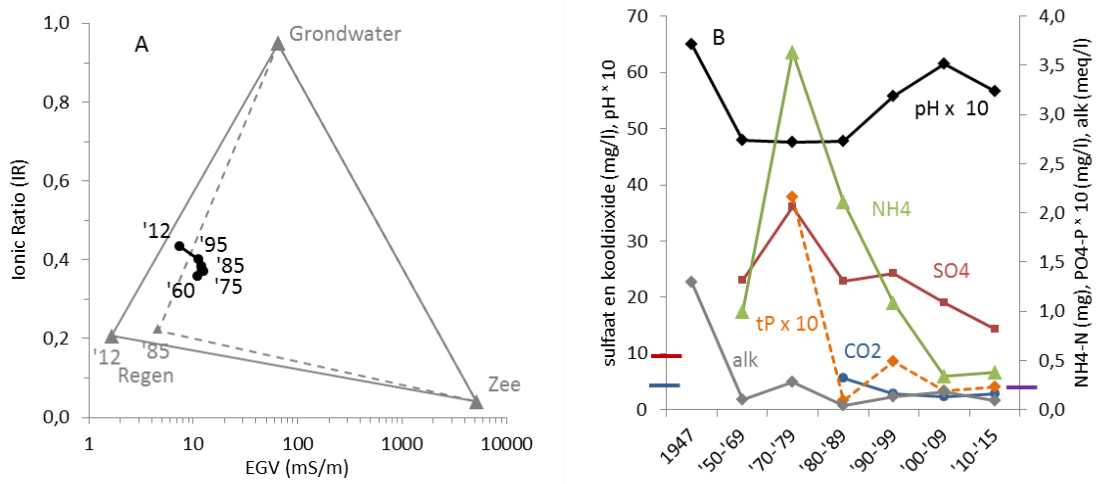 A
Grondwater
1,0
0,8
0,6
0,4
0,2
0,0
Ionic Ratio (IR)
'12
'95
'85
'75
'60
'12
'85
Regen
Zee
1
10
100
1000
10000
EGV (mS/m)
B
70
60
50
40
30
20
10
0
sulfaat en kooldioxide (mg/l), pH * 10
pH x 10
NH4
SO4
tP x 10
CO2
alk
4,0
3,5
3,0
2,5
2,0
1,5
1,0
0,5
0,0
NH4-N (mg), PO4-P * 10 (mg/l), alk (meq/l)
1947
'50-'69
'70-'79
'80-'89
'90-'99
'00-'09
'10-'15